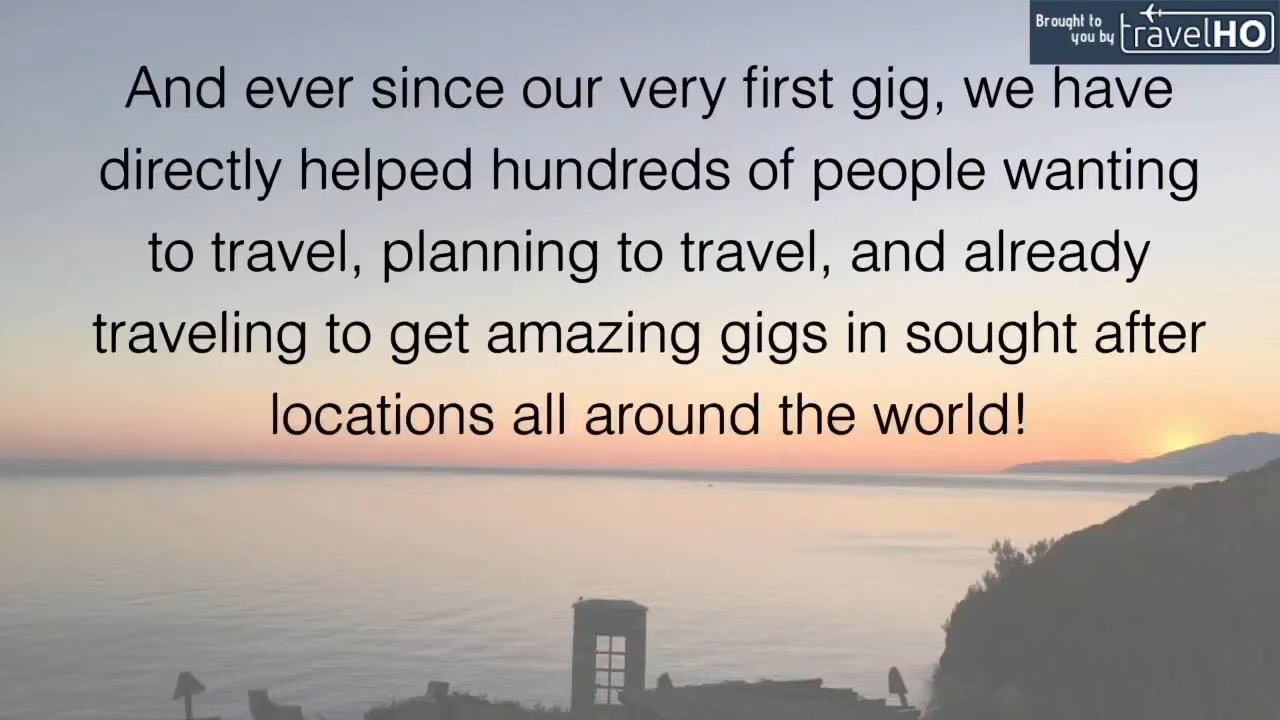 Brought to
you by travelHO
And ever since our very first gig, we have
directly helped hundreds of people wanting
to travel, planning to travel, and already
traveling to get amazing gigs in sought after
locations all around the world!